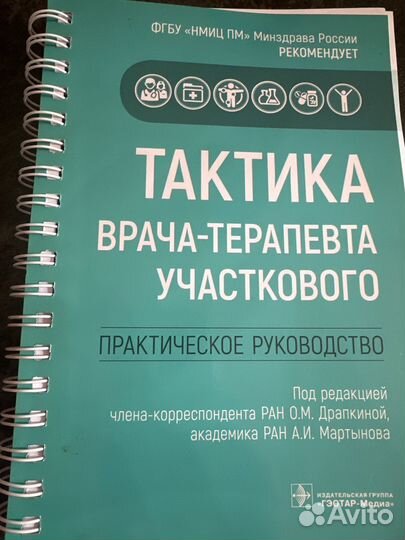 ФГБУ «НМИЦ ПМ» Минздрава России
РЕКОМЕНДУЕТ
ТАКТИКА
ВРАЧА-ТЕРАПЕВТА
УЧАСТКОВОГО
ПРАКТИЧЕСКОЕ РУКОВОДСТВО
Под редакцией
члена-корреспондента РАН О.М. Драпкиной,
академика РАН А.И. Мартынова
ИЗДАТЕЛЬСКАЯ ГРУППА
«ГЭОТАР-Медиа»
Avito